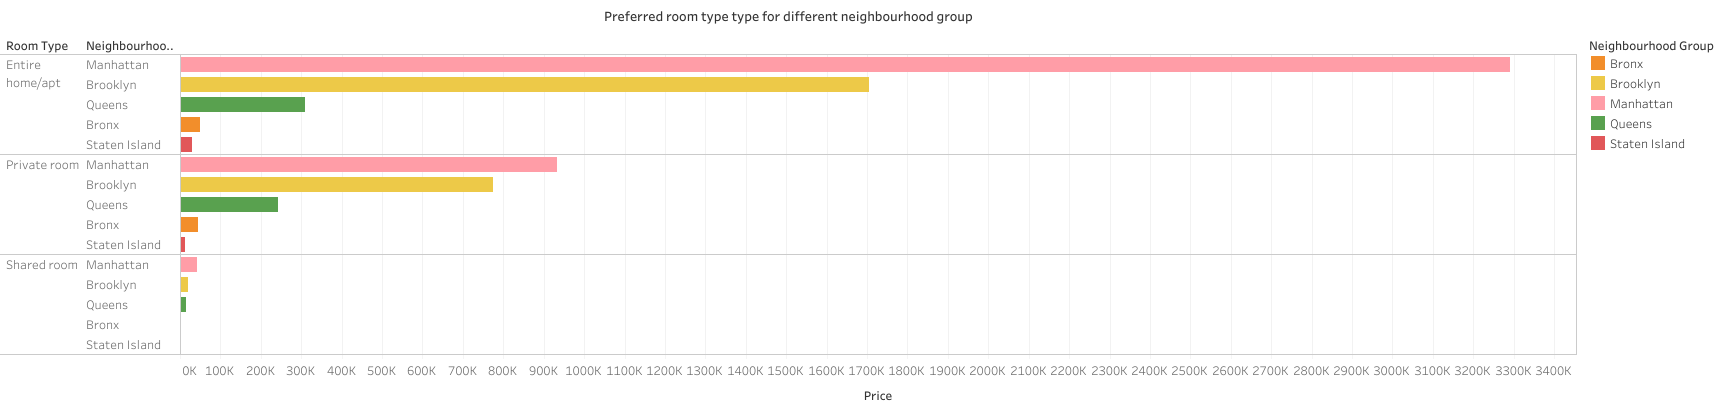 Preferred room type type for different neighbourhood group
Room Type Neighbourhoo..
Entire home/apt
Manhattan
Brooklyn
Queens
Bronx
Staten Island
Private room
Manhattan
Brooklyn
Queens
Bronx
Staten Island
Shared room
Manhattan
Brooklyn
Queens
Bronx
Staten Island
0K 100K 200K 300K 400K 500K 600K 700K 800K 900K 1000K 1100K 1200K 1300K 1400K 1500K 1600K 1700K 1800K 1900K 2000K 2100K 2200K 2300K 2400K 2500K 2600K 2700K 2800K 2900K 3000K 3100K 3200K 3300K 3400K
Price
Neighbourhood Group
Bronx
Brooklyn
Manhattan
Queens
Staten Island